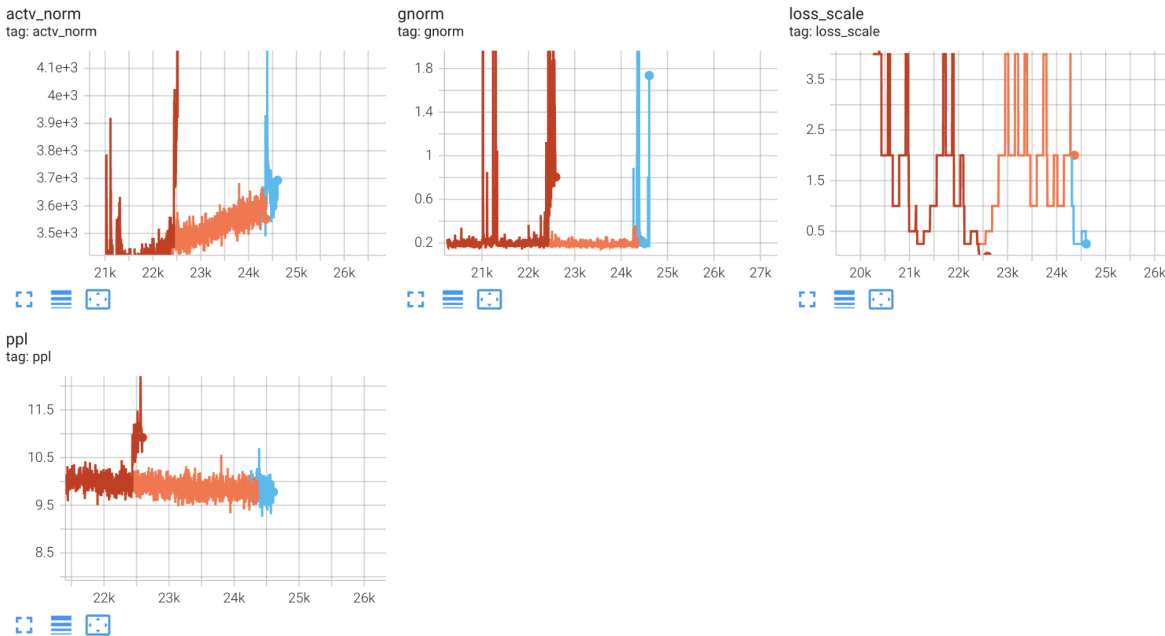 actv_norm
tag: actv_norm
4.1e+3
4e+3
3.9e+3
3.8e+3
3.7e+3
3.6e+3
3.5e+3
21k 22k 23k 24k 25k 26k
gnorm
tag: gnorm
1.8
1.4
1
0.6
0.2
21k 22k 23k 24k 25k 26k 27k
loss_scale
tag: loss_scale
3.5
2.5
1.5
0.5
20k 21k 22k 23k 24k 25k 26k
ppl
tag: ppl
11.5
10.5
9.5
8.5
22k 23k 24k 25k 26k